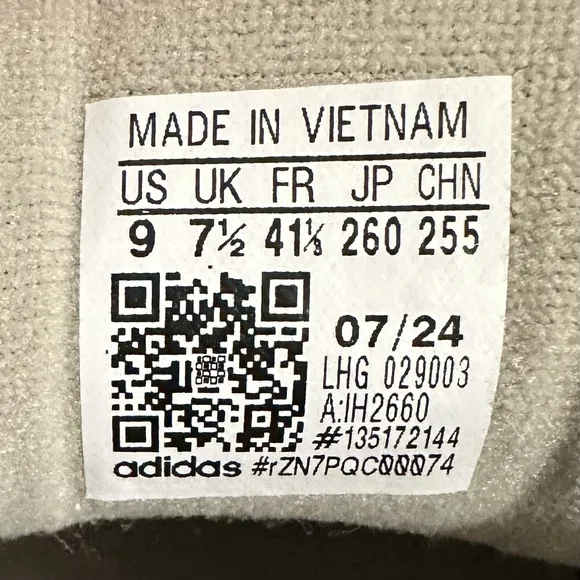 MADE IN VIETNAM
US UK FR JP CHN
9 7½ 41⅓ 260 255
07/24
LHG 029003
A:IH2660
#135172144
adidas #rZN7PQC00074